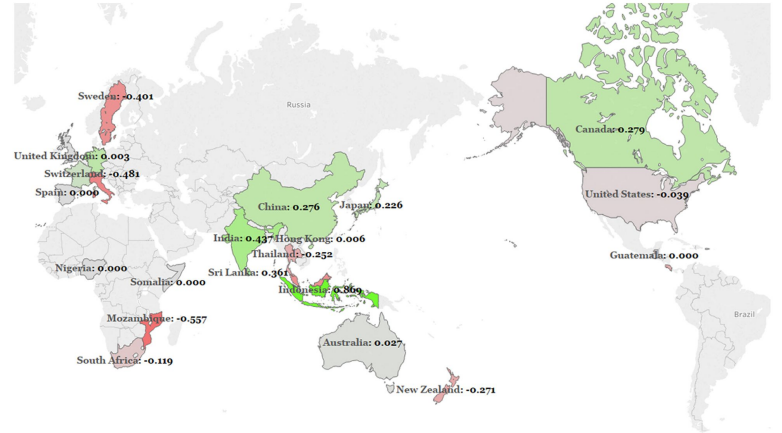 Sweden: -0.401
Russia
United Kingdom: 0.003
Canada: 0.279
Switzerland: -0.481
Spain: 0.000
China: 0.276
Japan: 0.226
United States: -0.039
India: 0.437
Hong Kong: 0.006
Thailand: -0.252
Guatemala: 0.000
Nigeria: 0.000
Sri Lanka: 0.361
Somalia: 0.000
Indonesia: 0.869
Mozambique: -0.557
Brazil
Australia: 0.027
South Africa: -0.119
New Zealand: -0.271